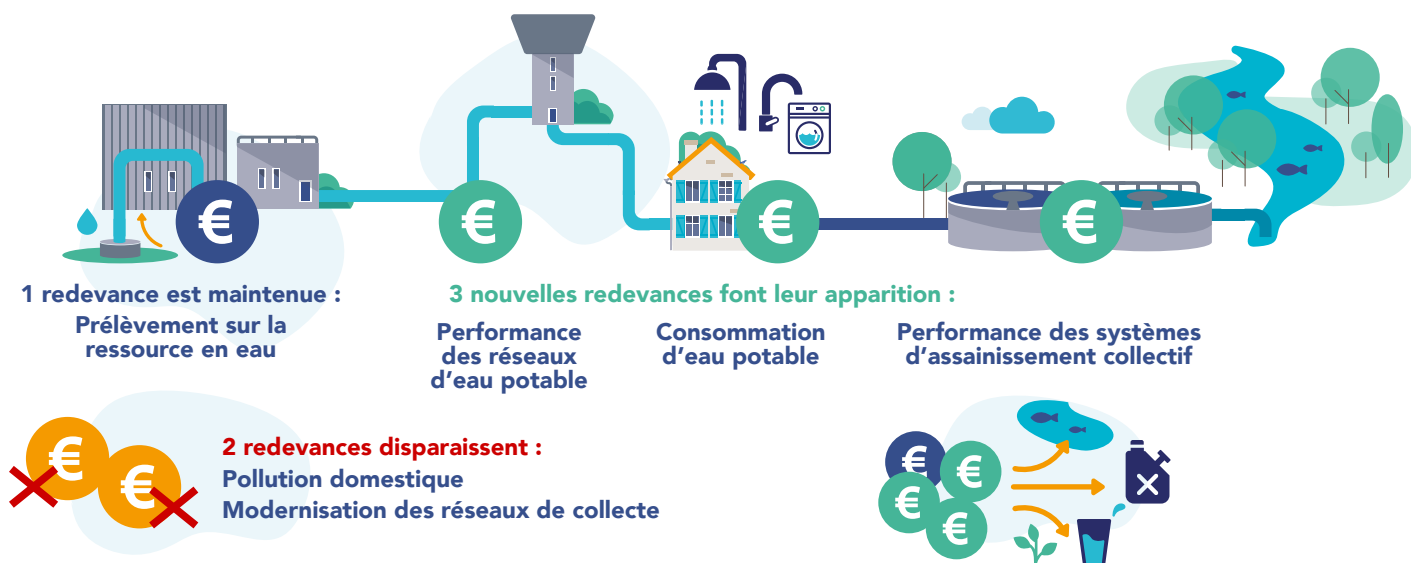 €
€
€
€
1 redevance est maintenue :
Prélèvement sur la
ressource en eau
3 nouvelles redevances font leur apparition :
Performance
des réseaux
d'eau potable
Consommation
d'eau potable
Performance des systèmes
d'assainissement collectif
€
€
2 redevances disparaissent :
Pollution domestique
Modernisation des réseaux de collecte
€
€
€
€